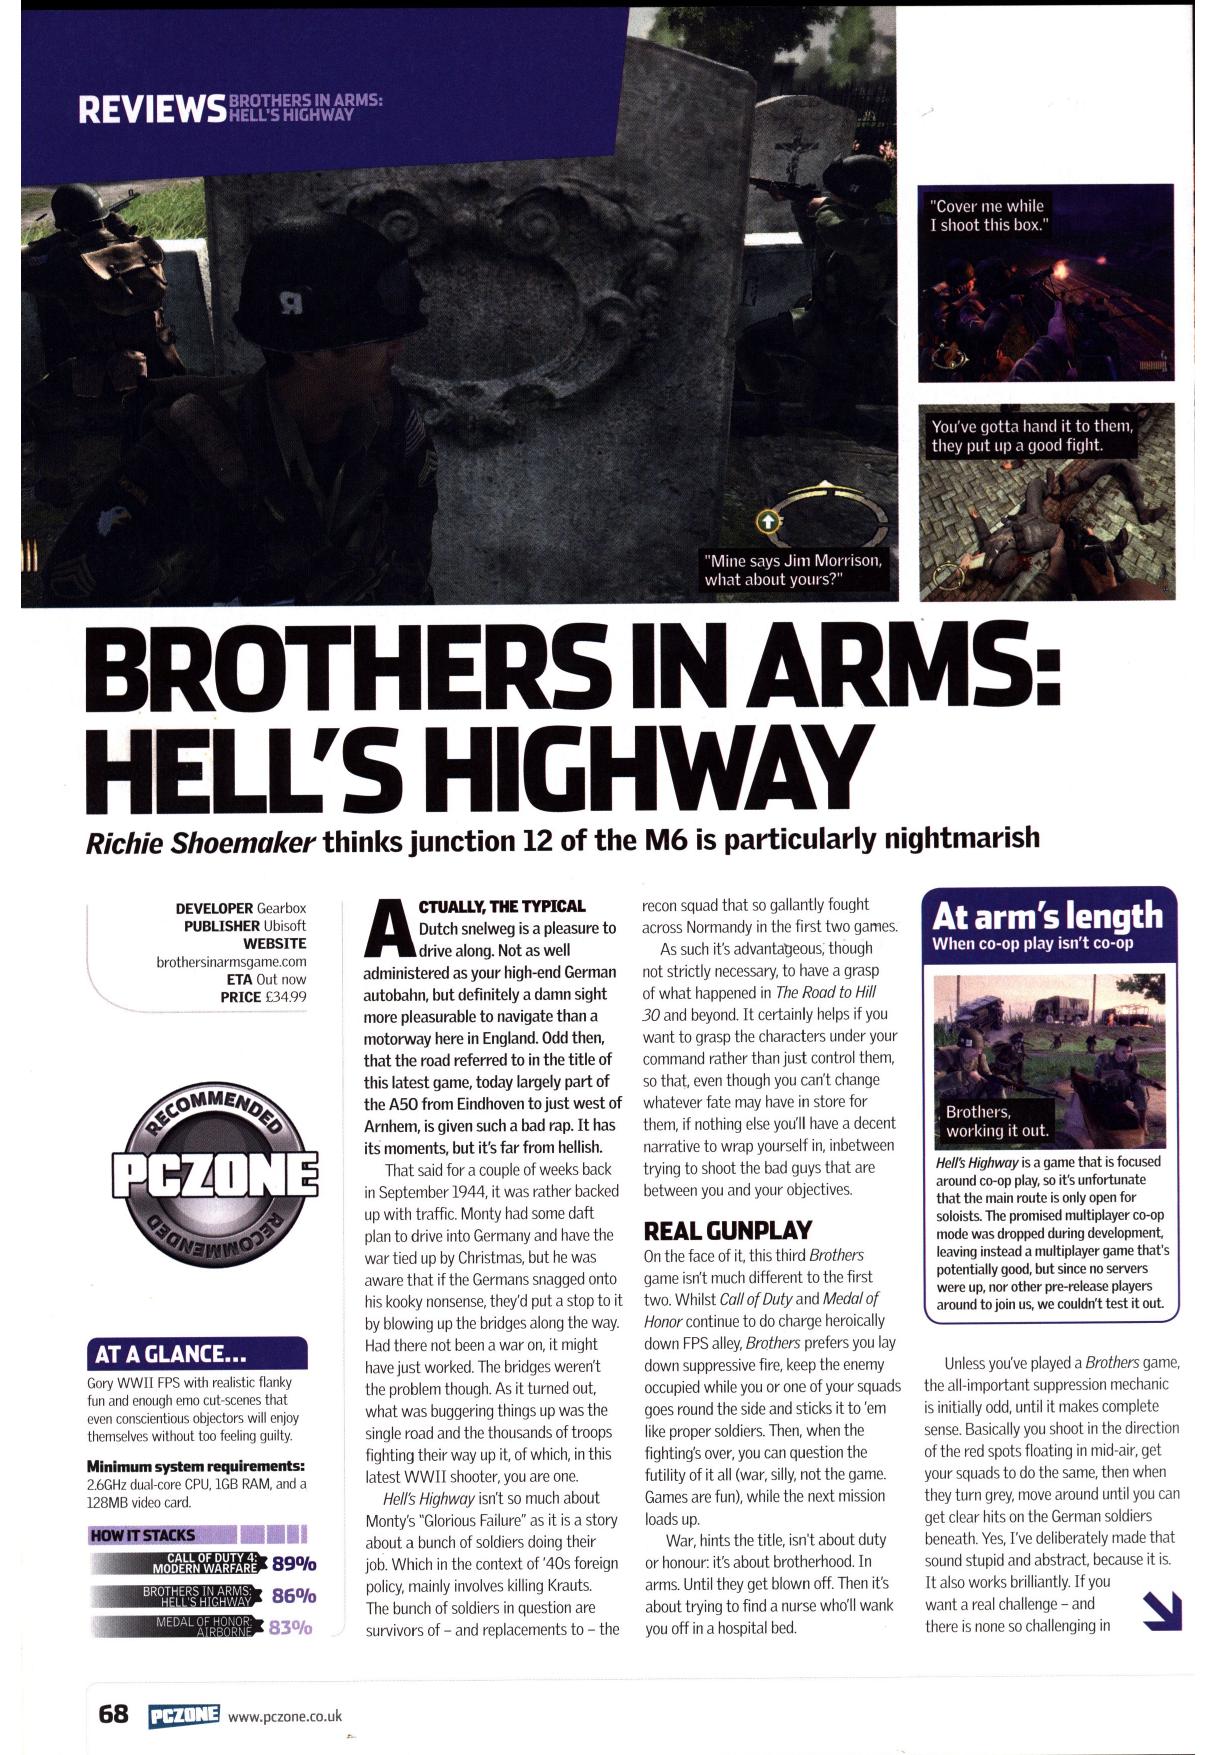 REVIEWS BROTHERS IN ARMS:
HELL'S HIGHWAY
"Cover me while
I shoot this box."
You've gotta hand it to them,
they put up a good fight.
"Mine says Jim Morrison,
what about yours?"
BROTHERS IN ARMS:
HELL'S HIGHWAY
Richie Shoemaker thinks junction 12 of the M6 is particularly nightmarish
DEVELOPER Gearbox
PUBLISHER Ubisoft
WEBSITE
brothersinarmsgame.com
ETA Out now
PRICE £34.99
RECOMMENDED
PCZONE
RECOMMENDED
AT A GLANCE...
Gory WWII FPS with realistic flanky
fun and enough emo cut-scenes that
even conscientious objectors will enjoy
themselves without too feeling guilty.
Minimum system requirements:
2.6GHz dual-core CPU, 1GB RAM, and a
128MB video card.
HOW IT STACKS
CALL OF DUTY 4:
MODERN WARFARE 89%
BROTHERS IN ARMS:
HELL'S HIGHWAY 86%
MEDAL OF HONOR:
AIRBORNE 83%
ACTUALLY, THE TYPICAL
Dutch snelweg is a pleasure to
drive along. Not as well
administered as your high-end German
autobahn, but definitely a damn sight
more pleasurable to navigate than a
motorway here in England. Odd then,
that the road referred to in the title of
this latest game, today largely part of
the A50 from Eindhoven to just west of
Arnhem, is given such a bad rap. It has
its moments, but it's far from hellish.
That said for a couple of weeks back
in September 1944, it was rather backed
up with traffic. Monty had some daft
plan to drive into Germany and have the
war tied up by Christmas, but he was
aware that if the Germans snagged onto
his kooky nonsense, they'd put a stop to it
by blowing up the bridges along the way.
Had there not been a war on, it might
have just worked. The bridges weren't
the problem though. As it turned out,
what was buggering things up was the
single road and the thousands of troops
fighting their way up it, of which, in this
latest WWII shooter, you are one.
Hell's Highway isn't so much about
Monty's "Glorious Failure" as it is a story
about a bunch of soldiers doing their
job. Which in the context of '40s foreign
policy, mainly involves killing Krauts.
The bunch of soldiers in question are
survivors of – and replacements to – the
recon squad that so gallantly fought
across Normandy in the first two games.
As such it's advantageous, though
not strictly necessary, to have a grasp
of what happened in The Road to Hill
30 and beyond. It certainly helps if you
want to grasp the characters under your
command rather than just control them,
so that, even though you can't change
whatever fate may have in store for
them, if nothing else you'll have a decent
narrative to wrap yourself in, inbetween
trying to shoot the bad guys that are
between you and your objectives.
REAL GUNPLAY
On the face of it, this third Brothers
game isn't much different to the first
two. Whilst Call of Duty and Medal of
Honor continue to do charge heroically
down FPS alley, Brothers prefers you lay
down suppressive fire, keep the enemy
occupied while you or one of your squads
goes round the side and sticks it to 'em
like proper soldiers. Then, when the
fighting's over, you can question the
futility of it all (war, silly, not the game.
Games are fun), while the next mission
loads up.
War, hints the title, isn't about duty
or honour: it's about brotherhood. In
arms. Until they get blown off. Then it's
about trying to find a nurse who'll wank
you off in a hospital bed.
At arm's length
When co-op play isn't co-op
Brothers,
working it out.
Hell's Highway is a game that is focused
around co-op play, so it's unfortunate
that the main route is only open for
soloists. The promised multiplayer co-op
mode was dropped during development,
leaving instead a multiplayer game that's
potentially good, but since no servers
were up, nor other pre-release players
around to join us, we couldn't test it out.
Unless you've played a Brothers game,
the all-important suppression mechanic
is initially odd, until it makes complete
sense. Basically you shoot in the direction
of the red spots floating in mid-air, get
your squads to do the same, then when
they turn grey, move around until you can
get clear hits on the German soldiers
beneath. Yes, I've deliberately made that
sound stupid and abstract, because it is.
It also works brilliantly. If you
want a real challenge – and
there is none so challenging in
68 PCZONE www.pczone.co.uk